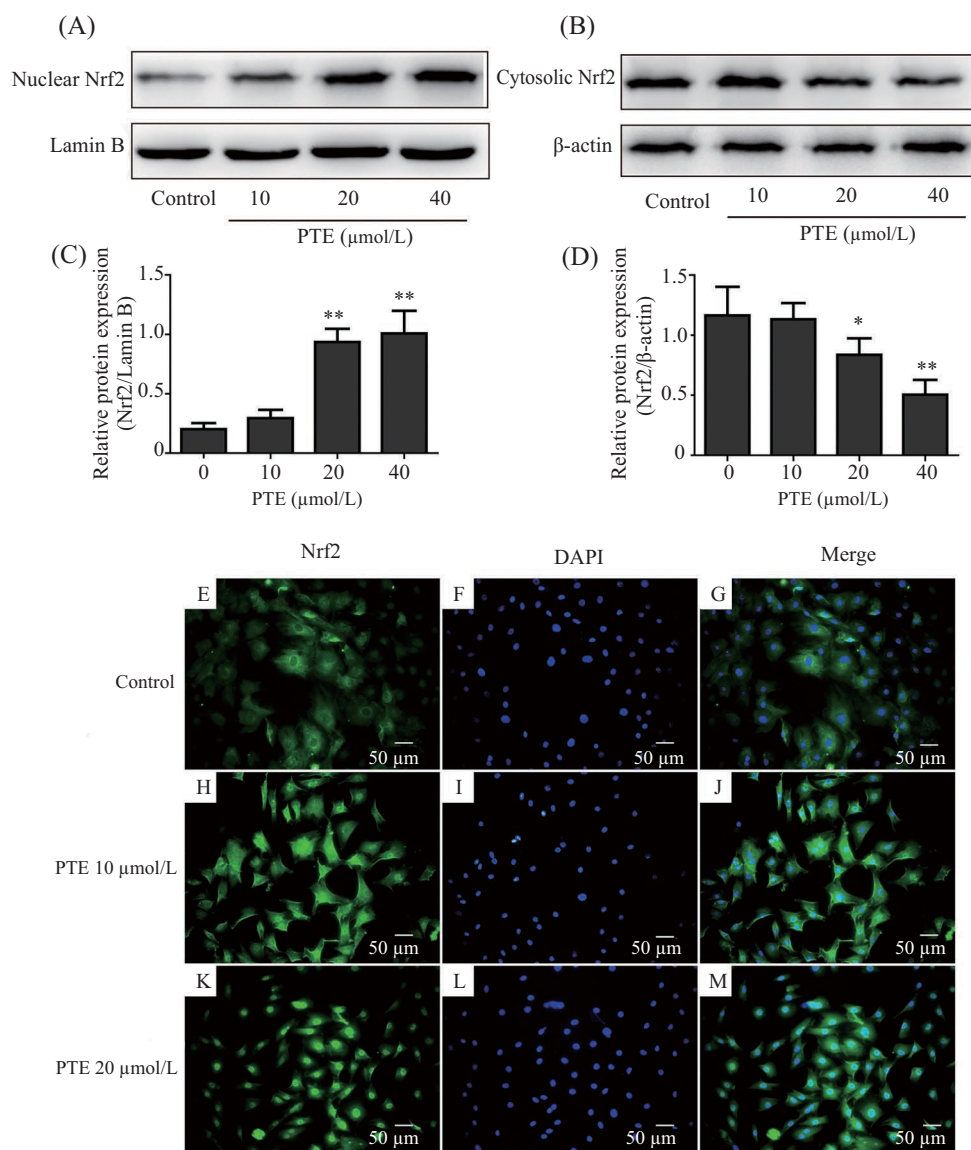 (A)
Nuclear Nrf2
Lamin B
Control 10 20 40
PTE (µmol/L)
(B)
Cytosolic Nrf2
β-actin
Control 10 20 40
PTE (µmol/L)
(C)
Relative protein expression
(Nrf2/Lamin B)
1.5
1.0
0.5
0
** **
0 10 20 40
PTE (µmol/L)
(D)
Relative protein expression
(Nrf2/β-actin)
1.5
1.0
0.5
0
* **
0 10 20 40
PTE (µmol/L)
Nrf2 DAPI Merge
Control
E F G
50 µm 50 µm 50 µm
PTE 10 µmol/L
H I J
50 µm 50 µm 50 µm
PTE 20 µmol/L
K L M
50 µm 50 µm 50 µm